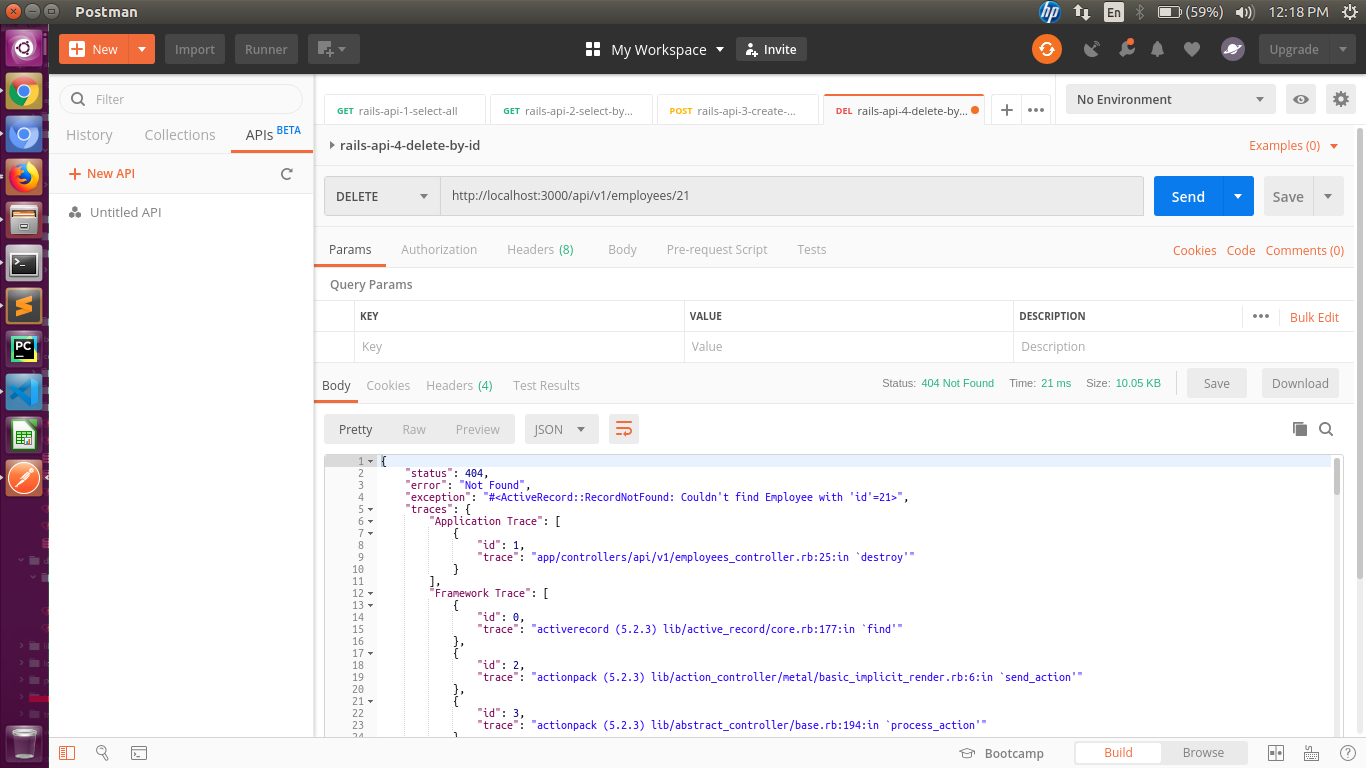 Postman
En
(59%)
12:18 PM
New
Import
Runner
My Workspace
Invite
Upgrade
Filter
History
Collections
APIs BETA
New API
Untitled API
GET rails-api-1-select-all
GET rails-api-2-select-by...
POST rails-api-3-create-...
DEL rails-api-4-delete-by...
No Environment
rails-api-4-delete-by-id
Examples (0)
DELETE
http://localhost:3000/api/v1/employees/21
Send
Save
Params
Authorization
Headers (8)
Body
Pre-request Script
Tests
Cookies
Code
Comments (0)
Query Params
KEY
VALUE
DESCRIPTION
Bulk Edit
Key
Value
Description
Body
Cookies
Headers (4)
Test Results
Status: 404 Not Found
Time: 21 ms
Size: 10.05 KB
Save
Download
Pretty
Raw
Preview
JSON
1 {
2 "status": 404,
3 "error": "Not Found",
4 "exception": "#<ActiveRecord::RecordNotFound: Couldn't find Employee with 'id'=21>",
5 "traces": {
6 "Application Trace": [
7 {
8 "id": 1,
9 "trace": "app/controllers/api/v1/employees_controller.rb:25:in `destroy'"
10 }
11 ],
12 "Framework Trace": [
13 {
14 "id": 0,
15 "trace": "activerecord (5.2.3) lib/active_record/core.rb:177:in `find'"
16 },
17 {
18 "id": 2,
19 "trace": "actionpack (5.2.3) lib/action_controller/metal/basic_implicit_render.rb:6:in `send_action'"
20 },
21 {
22 "id": 3,
23 "trace": "actionpack (5.2.3) lib/abstract_controller/base.rb:194:in `process_action'"
Bootcamp
Build
Browse
hp
PC